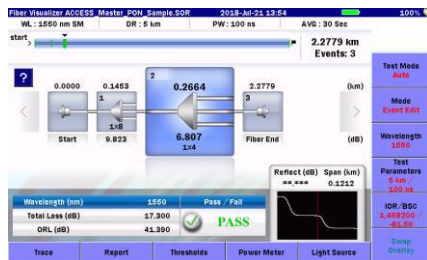 Fiber Visualizer ACCESS_Master_PON_Sample.SOR 2018-Jul-21 13:54 100%
WL : 1550 nm SM DR : 5 km PW : 100 ns AVG : 30 Sec
start
2.2779 km
Events: 3
?
0.0000 0.1453 2 0.2664 2.2779 (km)
1 3
1x8
Start 9.823 6.807 Fiber End (dB)
1x4
Reflect (dB) Span (km)
**.*** 0.1212
Wavelength (nm) 1550 Pass / Fail
Total Loss (dB) 17.300
PASS
ORL (dB) 41.390
Test Mode
Auto
Mode
Event Edit
Wavelength
1550
Test
Parameters
5 km /
100 ns
IOR/BSC
1.468200 /
-81.50
Swap
Overlay
Trace Report Thresholds Power Meter Light Source